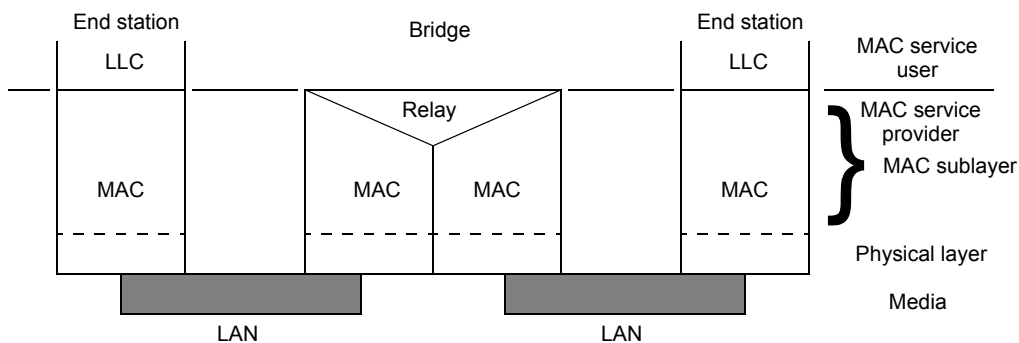 End station
Bridge
End station
LLC
LLC
MAC service
user
Relay
MAC service
provider
MAC sublayer
MAC
MAC
MAC
MAC
Physical layer
Media
LAN
LAN